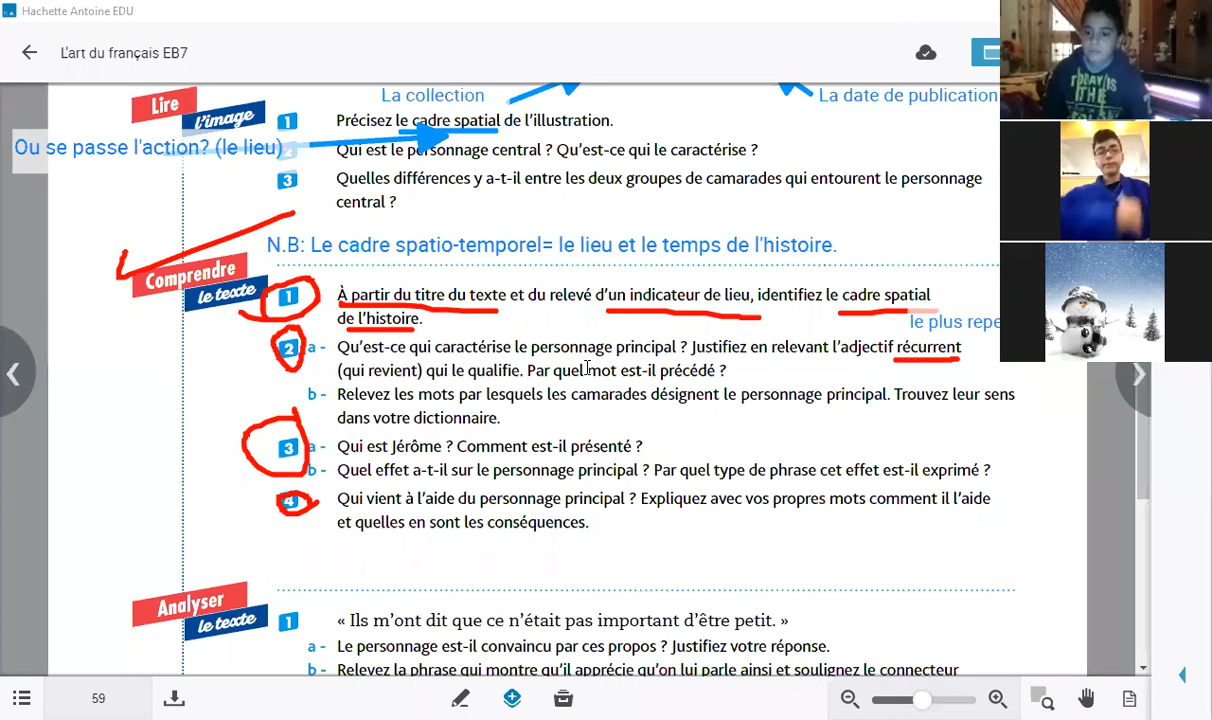 Hachette Antoine EDU
L'art du français EB7
La collection
La date de publication
Lire
l'image
1 Précisez le cadre spatial de l'illustration.
Ou se passe l'action? (le lieu)
2 Qui est le personnage central ? Qu'est-ce qui le caractérise ?
3 Quelles différences y a-t-il entre les deux groupes de camarades qui entourent le personnage
central ?
N.B: Le cadre spatio-temporel= le lieu et le temps de l'histoire.
Comprendre
le texte
1 À partir du titre du texte et du relevé d'un indicateur de lieu, identifiez le cadre spatial
de l'histoire.
le plus repe
2 a- Qu'est-ce qui caractérise le personnage principal ? Justifiez en relevant l'adjectif récurrent
(qui revient) qui le qualifie. Par quel mot est-il précédé ?
b- Relevez les mots par lesquels les camarades désignent le personnage principal. Trouvez leur sens
dans votre dictionnaire.
3 a- Qui est Jérôme ? Comment est-il présenté ?
b- Quel effet a-t-il sur le personnage principal ? Par quel type de phrase cet effet est-il exprimé ?
4 Qui vient à l'aide du personnage principal ? Expliquez avec vos propres mots comment il l'aide
et quelles en sont les conséquences.
Analyser
le texte
1 « Ils m'ont dit que ce n'était pas important d'être petit. »
a- Le personnage est-il convaincu par ces propos ? Justifiez votre réponse.
b- Relevez la phrase qui montre qu'il apprécie qu'on lui parle ainsi et soulignez le connecteur
59